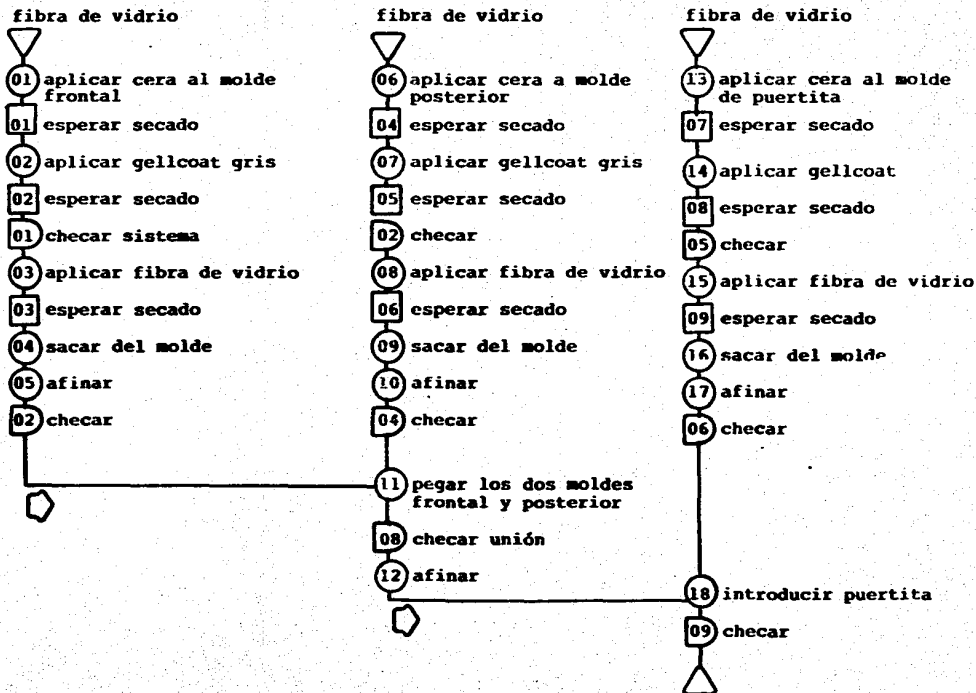 fibra de vidrio
01 aplicar cera al molde
frontal
01 esperar secado
02 aplicar gellcoat gris
02 esperar secado
01 checar sistema
03 aplicar fibra de vidrio
03 esperar secado
04 sacar del molde
05 afinar
02 checar
fibra de vidrio
06 aplicar cera a molde
posterior
04 esperar secado
07 aplicar gellcoat gris
05 esperar secado
02 checar
08 aplicar fibra de vidrio
06 esperar secado
09 sacar del molde
10 afinar
04 checar
11 pegar los dos moldes
frontal y posterior
08 checar unión
12 afinar
fibra de vidrio
13 aplicar cera al molde
de puertita
07 esperar secado
14 aplicar gellcoat
08 esperar secado
05 checar
15 aplicar fibra de vidrio
09 esperar secado
16 sacar del molde
17 afinar
06 checar
18 introducir puertita
09 checar